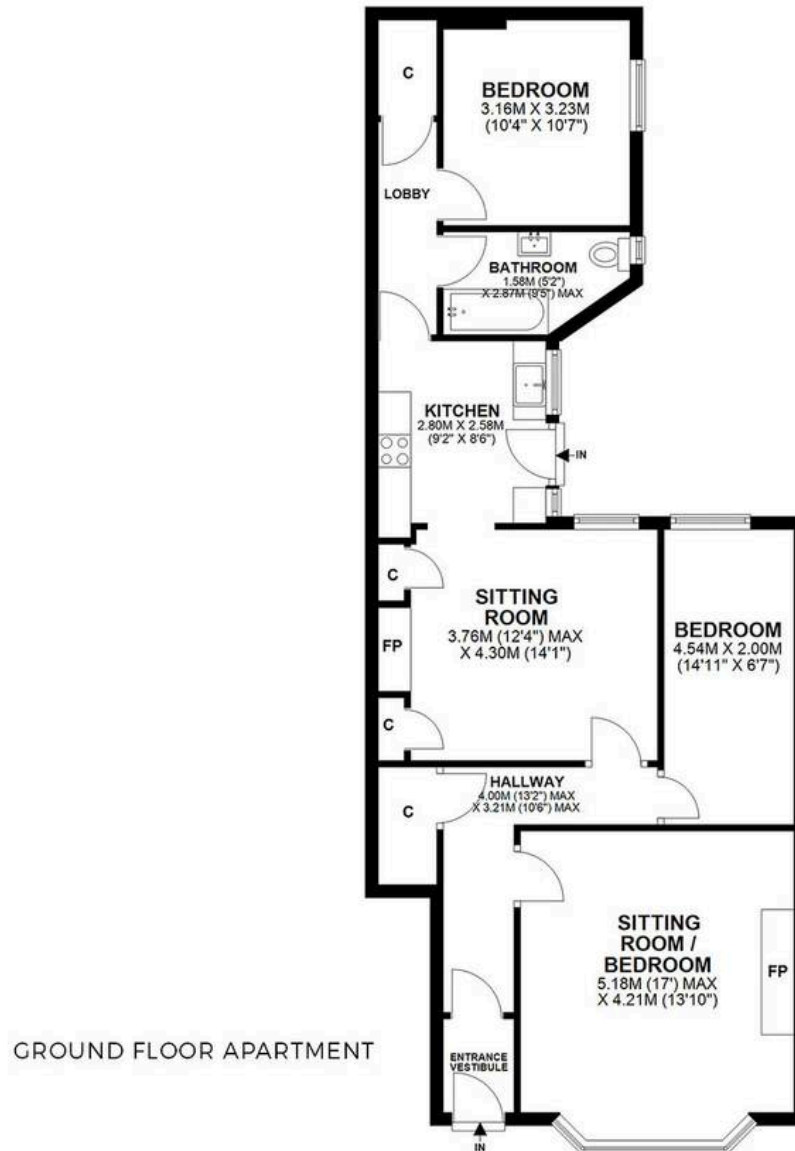 C
BEDROOM
3.16M X 3.23M
(10'4" X 10'7")
LOBBY
BATHROOM
1.58M (5'2")
X 2.87M (9'5") MAX
KITCHEN
2.80M X 2.58M
(9'2" X 8'6")
IN
C
SITTING
ROOM
3.76M (12'4") MAX
X 4.30M (14'1")
FP
BEDROOM
4.54M X 2.00M
(14'11" X 6'7")
C
HALLWAY
4.00M (13'2") MAX
X 3.21M (10'6") MAX
C
SITTING
ROOM /
BEDROOM
5.18M (17') MAX
X 4.21M (13'10")
FP
GROUND FLOOR APARTMENT
ENTRANCE
VESTIBULE
IN